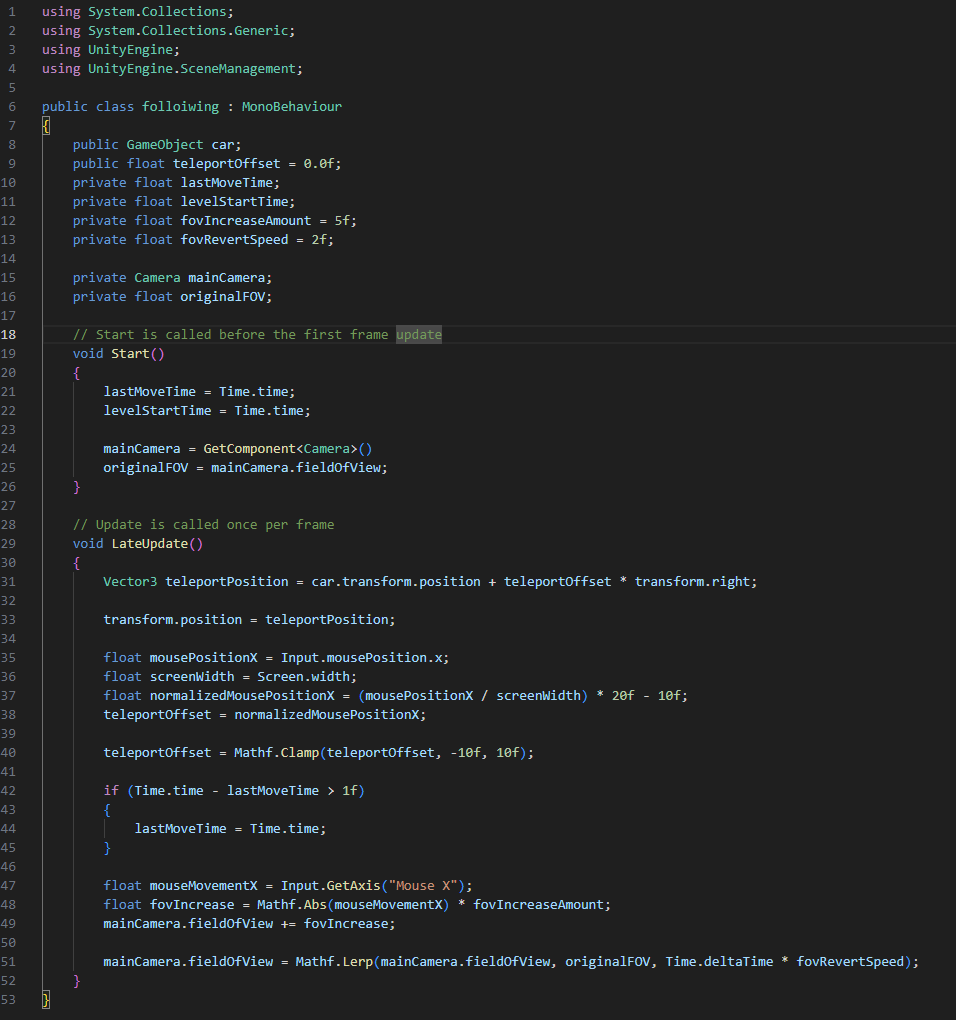 1 using System.Collections;
2 using System.Collections.Generic;
3 using UnityEngine;
4 using UnityEngine.SceneManagement;
5
6 public class folloiwing : MonoBehaviour
7 {
8     public GameObject car;
9     public float teleportOffset = 0.0f;
10     private float lastMoveTime;
11     private float levelStartTime;
12     private float fovIncreaseAmount = 5f;
13     private float fovRevertSpeed = 2f;
14
15     private Camera mainCamera;
16     private float originalFOV;
17
18     // Start is called before the first frame update
19     void Start()
20     {
21         lastMoveTime = Time.time;
22         levelStartTime = Time.time;
23
24         mainCamera = GetComponent<Camera>()
25         originalFOV = mainCamera.fieldOfView;
26     }
27
28     // Update is called once per frame
29     void LateUpdate()
30     {
31         Vector3 teleportPosition = car.transform.position + teleportOffset * transform.right;
32
33         transform.position = teleportPosition;
34
35         float mousePositionX = Input.mousePosition.x;
36         float screenWidth = Screen.width;
37         float normalizedMousePositionX = (mousePositionX / screenWidth) * 20f - 10f;
38         teleportOffset = normalizedMousePositionX;
39
40         teleportOffset = Mathf.Clamp(teleportOffset, -10f, 10f);
41
42         if (Time.time - lastMoveTime > 1f)
43         {
44             lastMoveTime = Time.time;
45         }
46
47         float mouseMovementX = Input.GetAxis("Mouse X");
48         float fovIncrease = Mathf.Abs(mouseMovementX) * fovIncreaseAmount;
49         mainCamera.fieldOfView += fovIncrease;
50
51         mainCamera.fieldOfView = Mathf.Lerp(mainCamera.fieldOfView, originalFOV, Time.deltaTime * fovRevertSpeed);
52     }
53 }